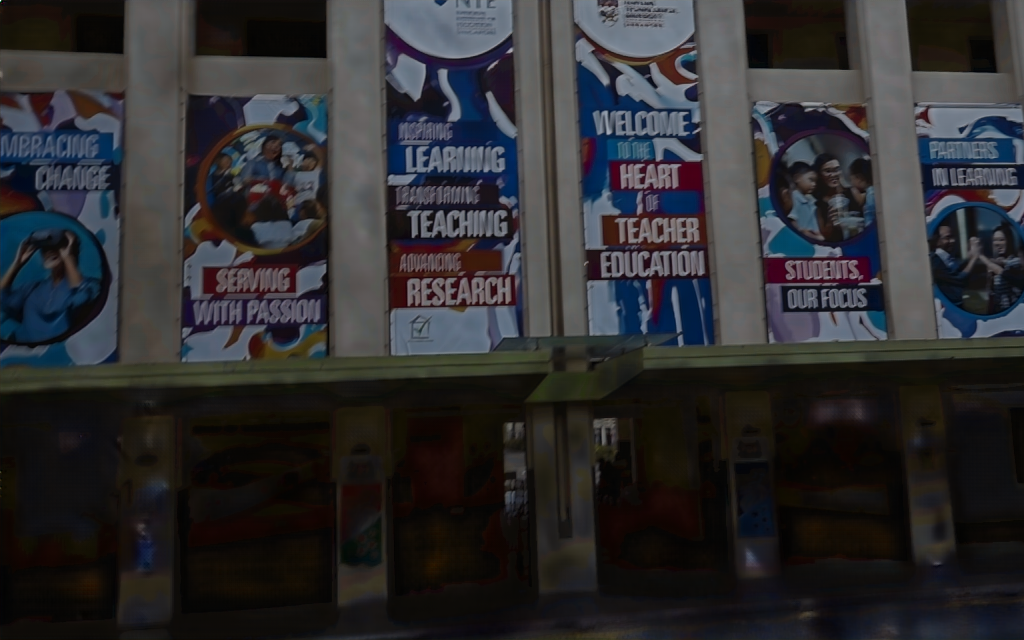 MBRACING
CHANGE
SERVING
WITH PASSION
NIE
INSPIRING
LEARNING
TRANSFORMING
TEACHING
ADVANCING
RESEARCH
WELCOME
TO THE
HEART
OF
TEACHER
EDUCATION
STUDENTS,
OUR FOCUS
PARTNERS
IN LEARNING